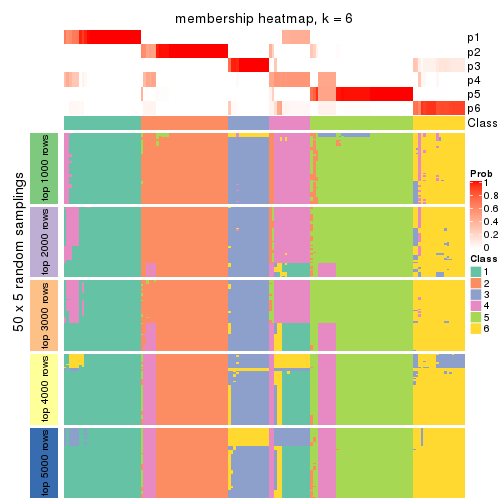 membership heatmap, k = 6
p1
p2
p3
p4
p5
p6
Class
50 x 5 random samplings
top 1000 rows
top 2000 rows
top 3000 rows
top 4000 rows
top 5000 rows
Prob
1
0.8
0.6
0.4
0.2
0
Class
1
2
3
4
5
6